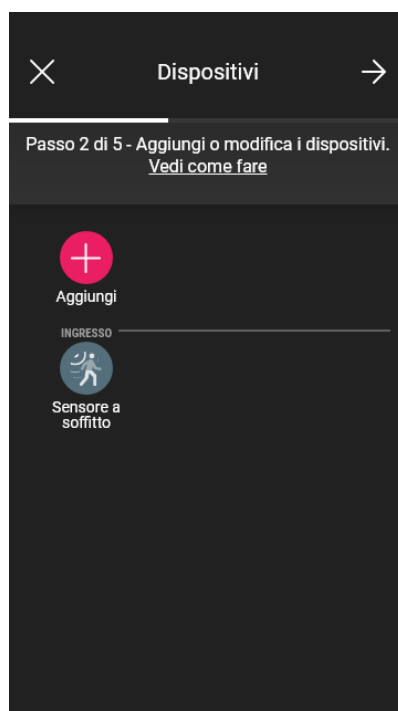 Dispositivi
Passo 2 di 5 - Aggiungi o modifica i dispositivi.
Vedi come fare
Aggiungi
INGRESSO
Sensore a
soffitto